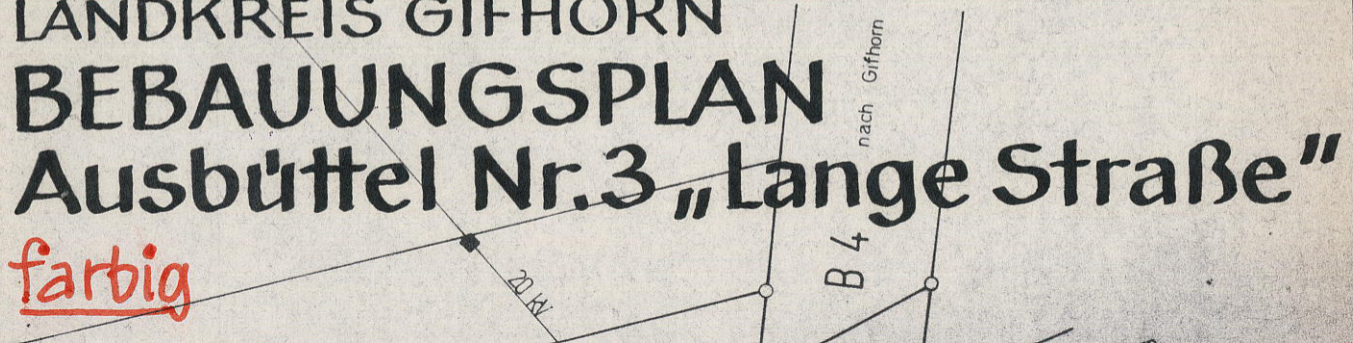 LANDKREIS GIFHORN
BEBAUUNGSPLAN
Ausbüttel Nr.3 „Lange Straße"
farbig
nach Gifhorn
B 4
20 kV